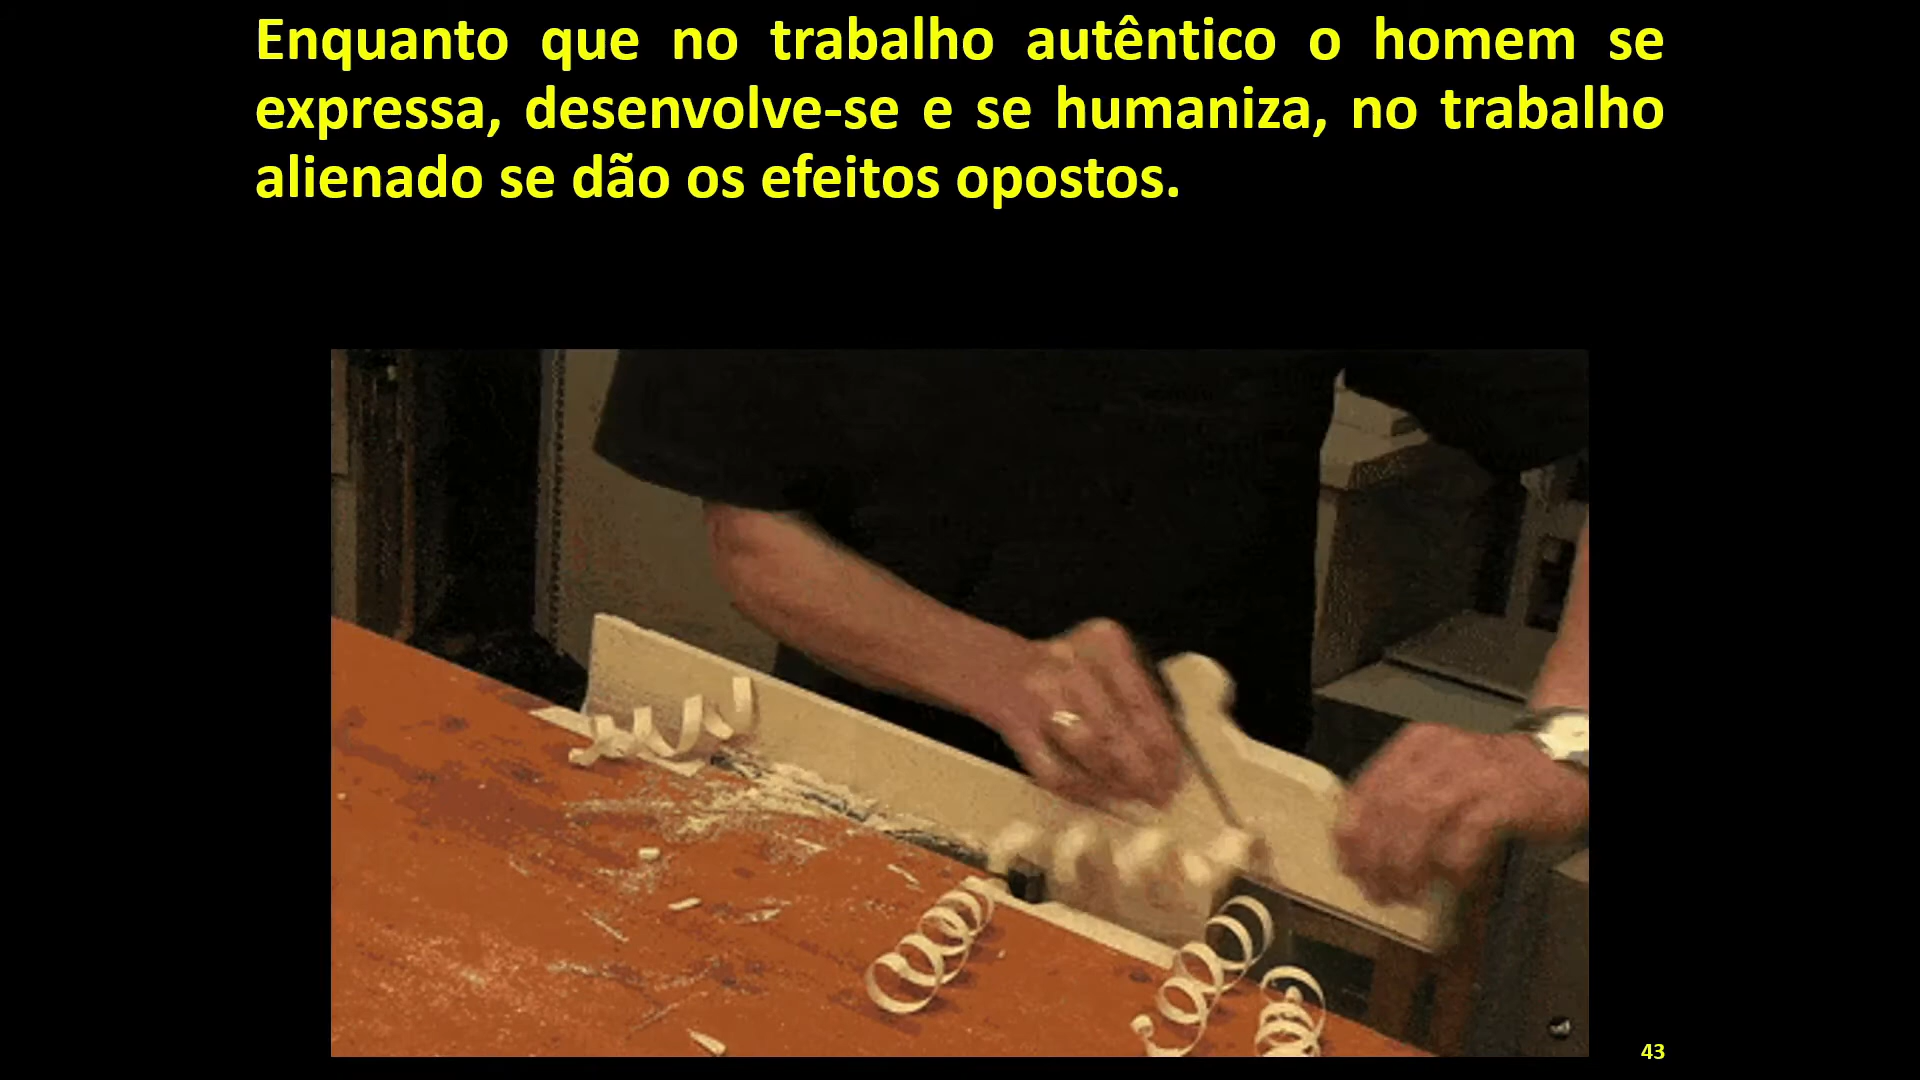 Enquanto que no trabalho autêntico o homem se
expressa, desenvolve-se e se humaniza, no trabalho
alienado se dão os efeitos opostos.
43